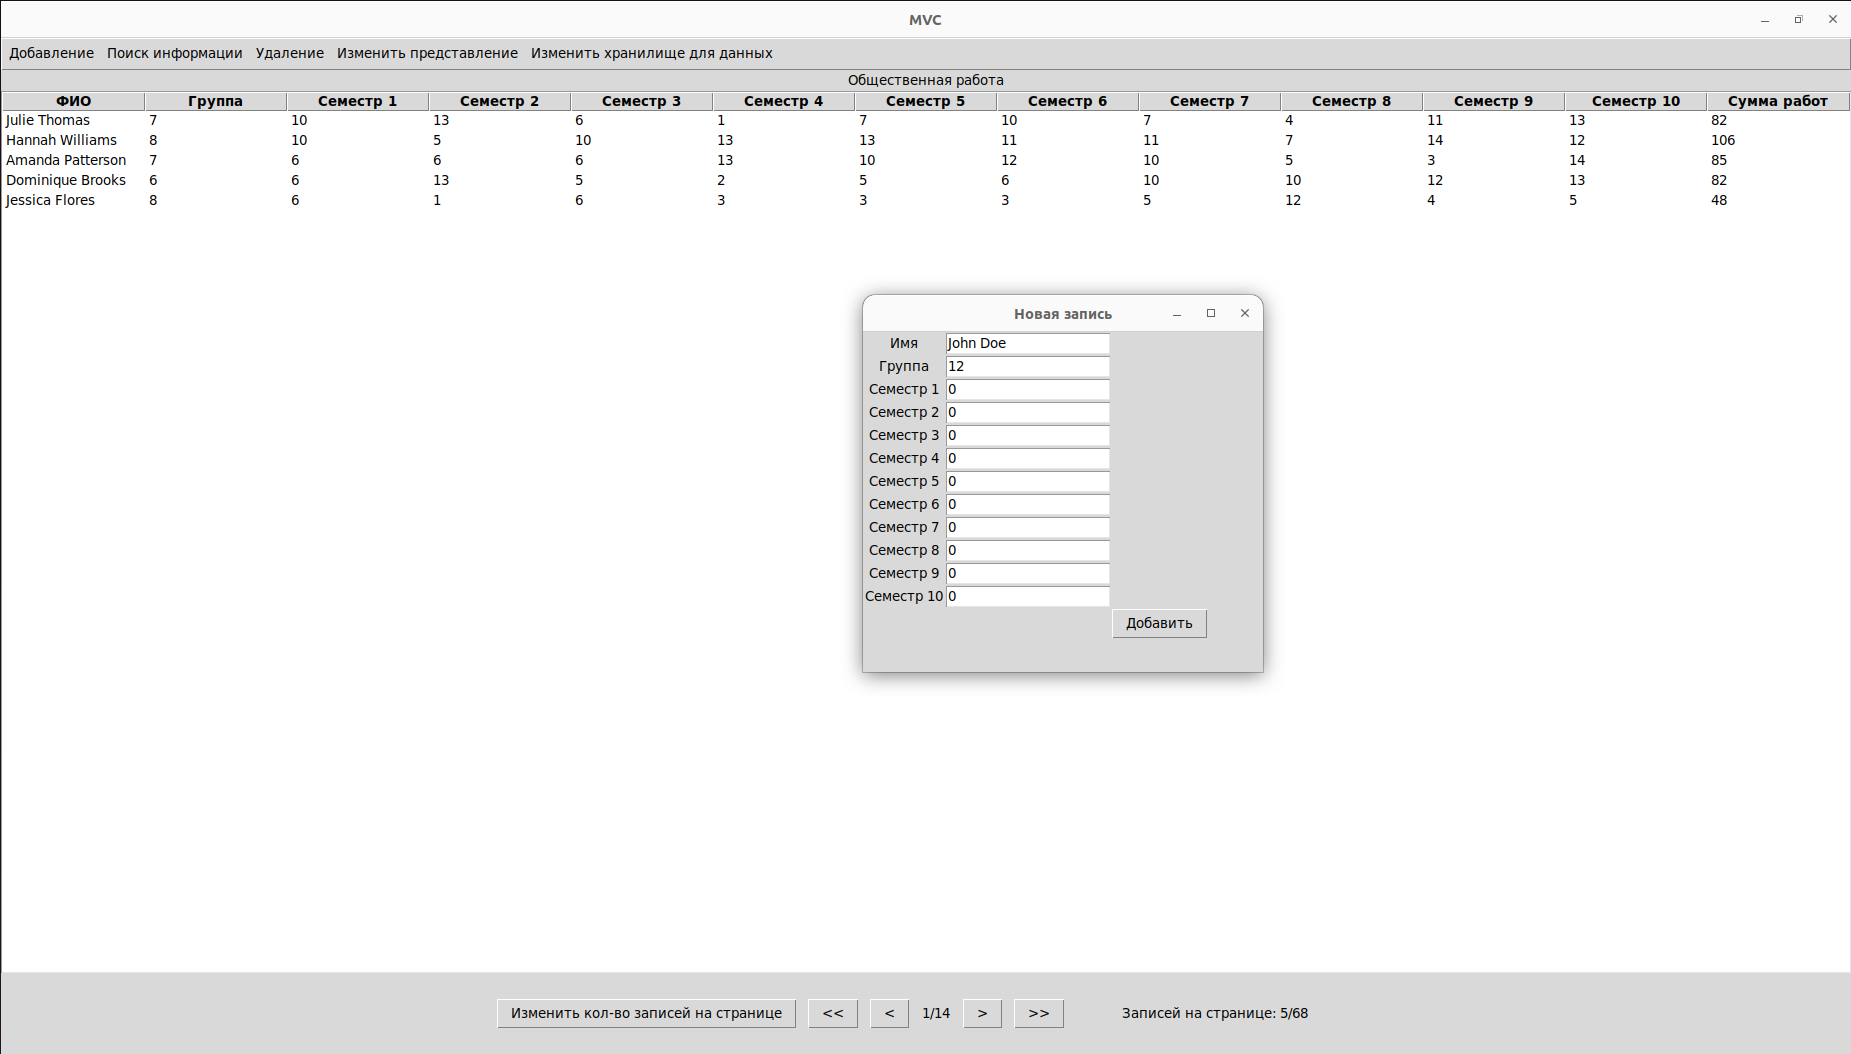 MVC
Добавление Поиск информации Удаление Изменить представление Изменить хранилище для данных
Общественная работа
ФИО Группа Семестр 1 Семестр 2 Семестр 3 Семестр 4 Семестр 5 Семестр 6 Семестр 7 Семестр 8 Семестр 9 Семестр 10 Сумма работ
Julie Thomas 7 10 13 6 1 7 10 7 4 11 13 82
Hannah Williams 8 10 5 10 13 13 11 11 7 14 12 106
Amanda Patterson 7 6 6 6 13 10 12 10 5 3 14 85
Dominique Brooks 6 6 13 5 2 5 6 10 10 12 13 82
Jessica Flores 8 6 1 6 3 3 3 5 12 4 5 48
Новая запись
Имя John Doe
Группа 12
Семестр 1 0
Семестр 2 0
Семестр 3 0
Семестр 4 0
Семестр 5 0
Семестр 6 0
Семестр 7 0
Семестр 8 0
Семестр 9 0
Семестр 10 0
Добавить
Изменить кол-во записей на странице << < 1/14 > >> Записей на странице: 5/68